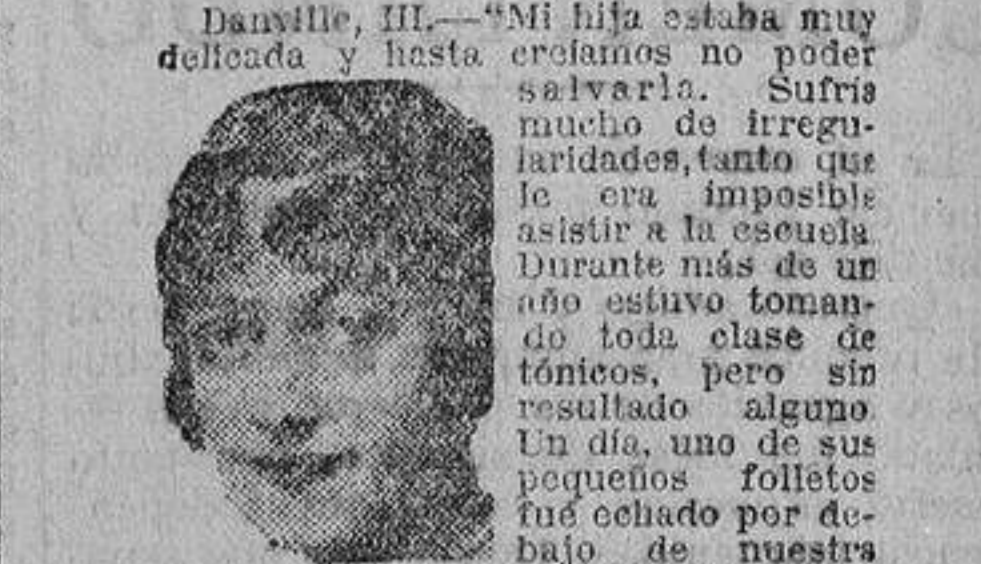 Danville, Ill.—“Mi hija estaba muy
delicada y hasta creíamos no poder
salvarla. Sufría
mucho de irregu-
laridades, tanto que
le era imposible
asistir a la escuela
Durante más de un
año estuvo toman-
do toda clase de
tónicos, pero sin
resultado alguno
Un día, uno de sus
pequeños folletos
fué echado por de-
bajo de nuestra